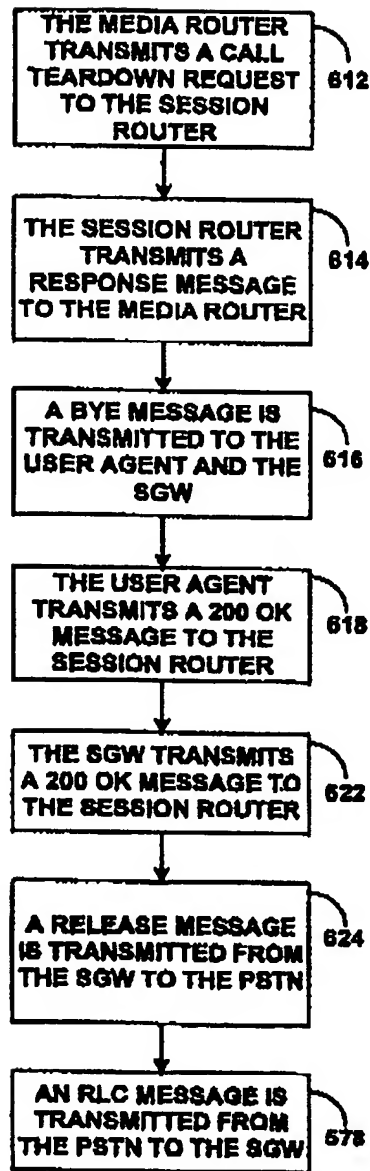 THE MEDIA ROUTER
TRANSMITS A CALL
TEARDOWN REQUEST
TO THE SESSION
ROUTER
612
THE SESSION ROUTER
TRANSMITS A
RESPONSE MESSAGE
TO THE MEDIA ROUTER
614
A BYE MESSAGE IS
TRANSMITTED TO THE
USER AGENT AND THE
SGW
616
THE USER AGENT
TRANSMITS A 200 OK
MESSAGE TO THE
SESSION ROUTER
618
THE SGW TRANSMITS
A 200 OK MESSAGE TO
THE SESSION ROUTER
622
A RELEASE MESSAGE
IS TRANSMITTED FROM
THE SGW TO THE PSTN
624
AN RLC MESSAGE IS
TRANSMITTED FROM
THE PSTN TO THE SGW
578